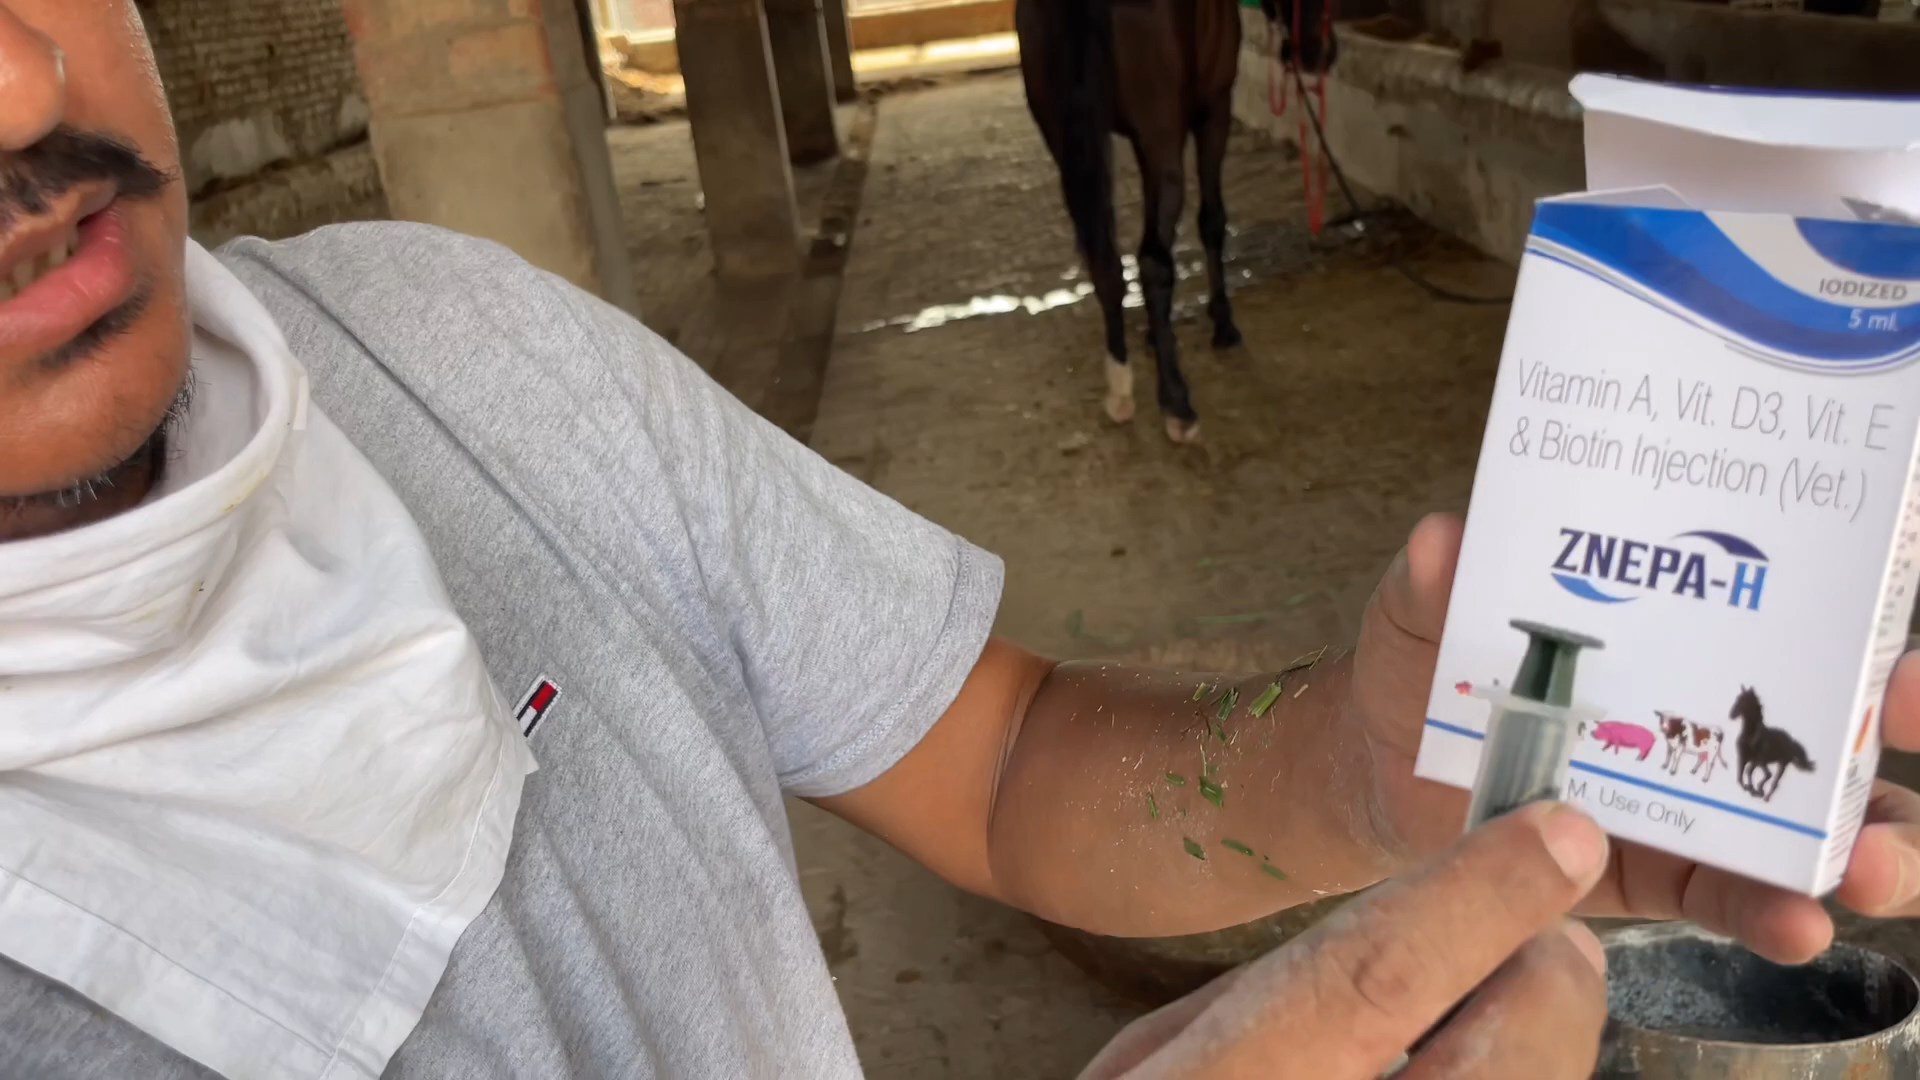 IODIZED
5 ml.
Vitamin A, Vit. D3, Vit. E
& Biotin Injection (Vet.)
ZNEPA-H
M. Use Only